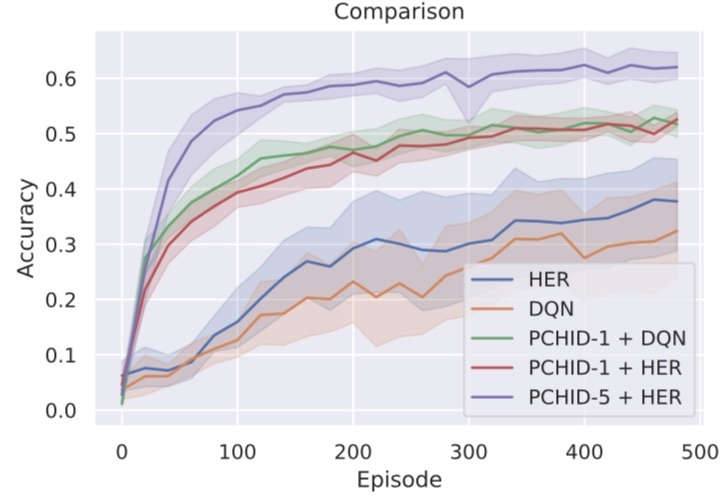 Comparison
0.6
0.5
0.4
0.3
0.2
0.1
0.0
Accuracy
HER
DQN
PCHID-1 + DQN
PCHID-1 + HER
PCHID-5 + HER
0 100 200 300 400 500
Episode